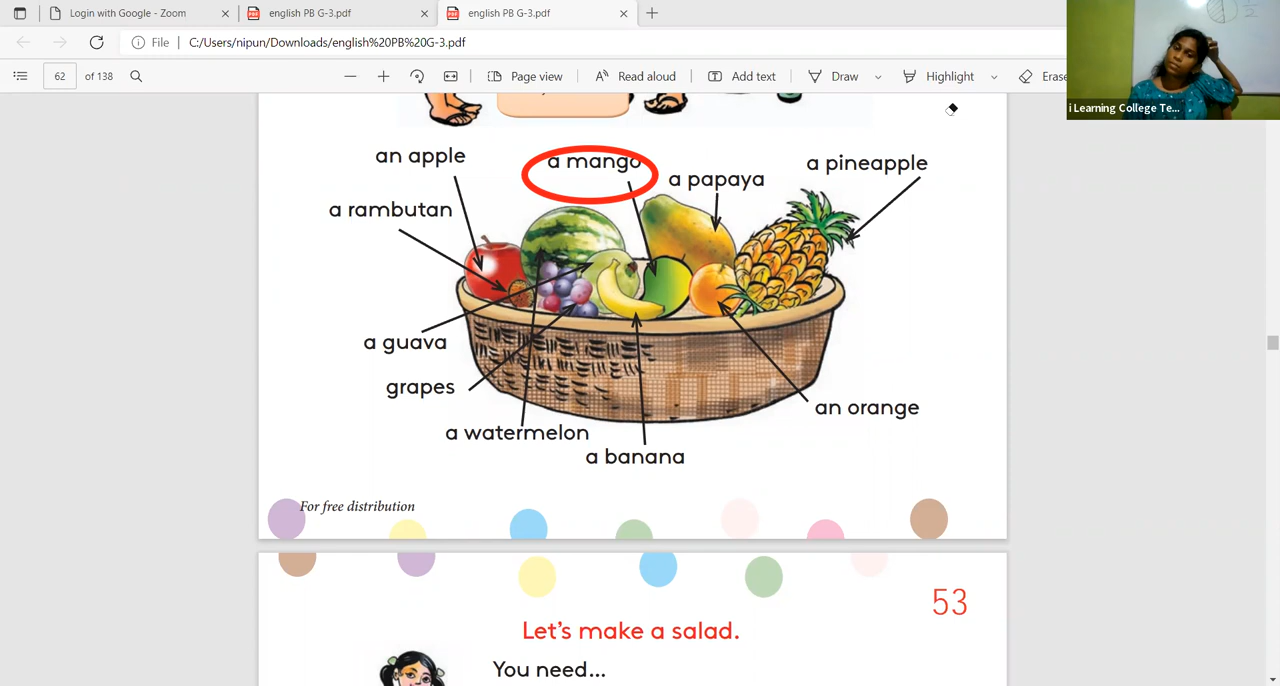 Login with Google - Zoom
english PB G-3.pdf
english PB G-3.pdf
File
C:/Users/nipun/Downloads/english%20PB%20G-3.pdf
62 of 138
Page view
Read aloud
Add text
Draw
Highlight
Erase
i Learning College Te...
1/2
an apple
a mango
a papaya
a pineapple
a rambutan
a guava
grapes
a watermelon
a banana
an orange
For free distribution
53
Let's make a salad.
You need...